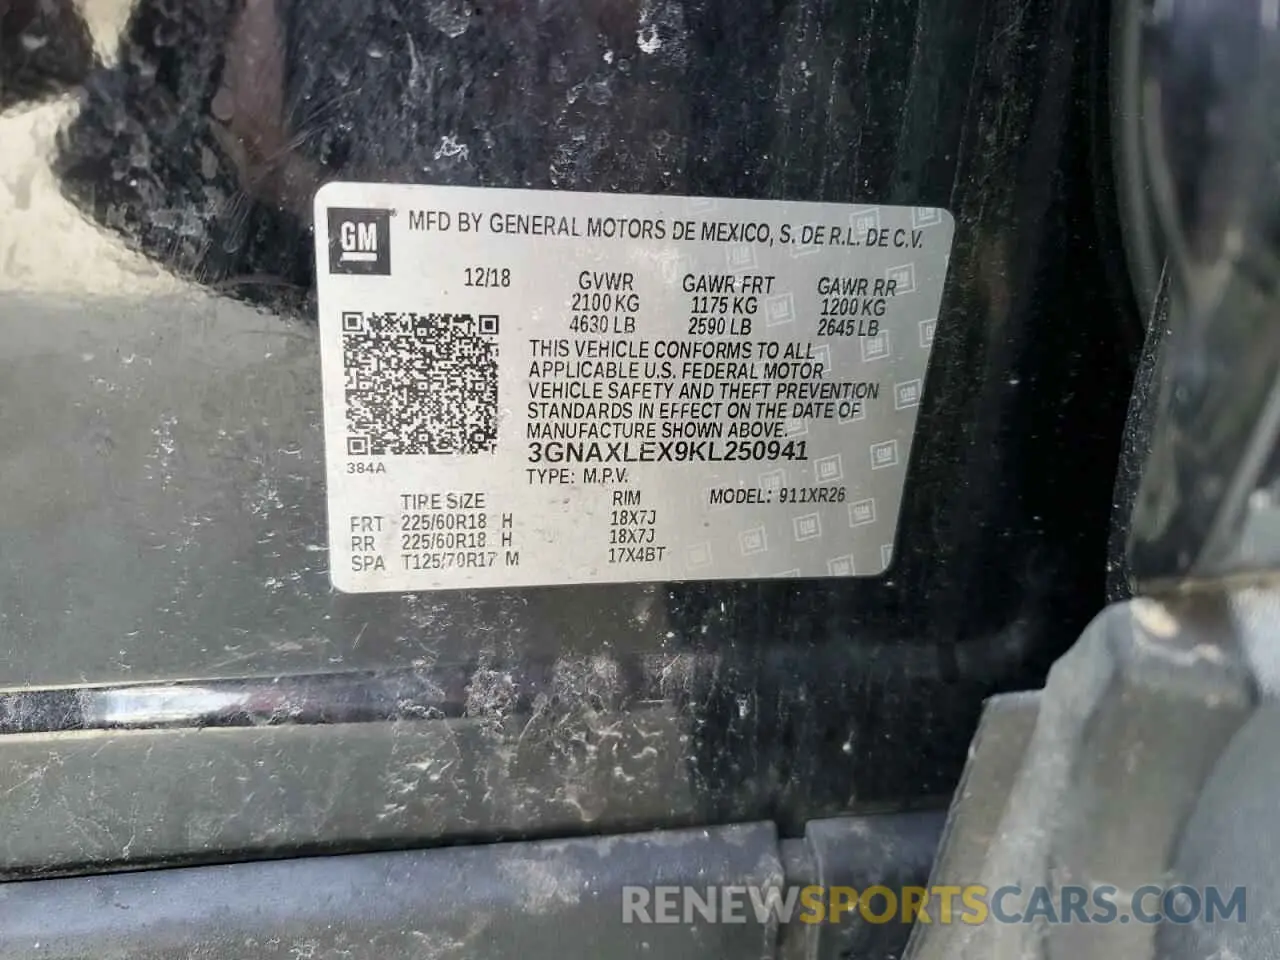 GM® MFD BY GENERAL MOTORS DE MEXICO, S. DE R.L. DE C.V.
12/18 GVWR GAWR FRT GAWR RR
2100 KG 1175 KG 1200 KG
4630 LB 2590 LB 2645 LB
THIS VEHICLE CONFORMS TO ALL
APPLICABLE U.S. FEDERAL MOTOR
VEHICLE SAFETY AND THEFT PREVENTION
STANDARDS IN EFFECT ON THE DATE OF
MANUFACTURE SHOWN ABOVE.
3GNAXLEX9KL250941
384A TYPE: M.P.V.
TIRE SIZE RIM MODEL: 911XR26
FRT 225/60R18 H 18X7J
RR 225/60R18 H 18X7J
SPA T125/70R17 M 17X4BT
RENEWSPORTSCARS.COM